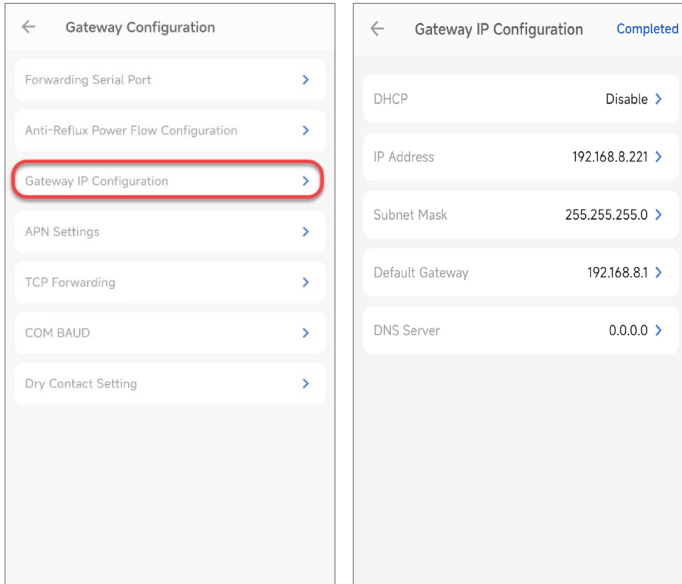 Gateway Configuration
Forwarding Serial Port
Anti-Reflux Power Flow Configuration
Gateway IP Configuration
APN Settings
TCP Forwarding
COM BAUD
Dry Contact Setting
Gateway IP Configuration Completed
DHCP Disable
IP Address 192.168.8.221
Subnet Mask 255.255.255.0
Default Gateway 192.168.8.1
DNS Server 0.0.0.0